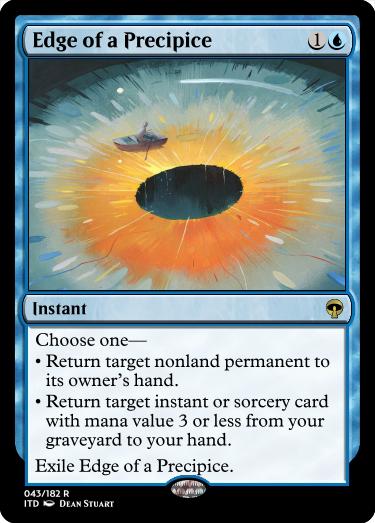 Edge of a Precipice 1
Instant
Choose one—
• Return target nonland permanent to
its owner's hand.
• Return target instant or sorcery card
with mana value 3 or less from your
graveyard to your hand.
Exile Edge of a Precipice.
043/182 R
ITD Dean Stuart